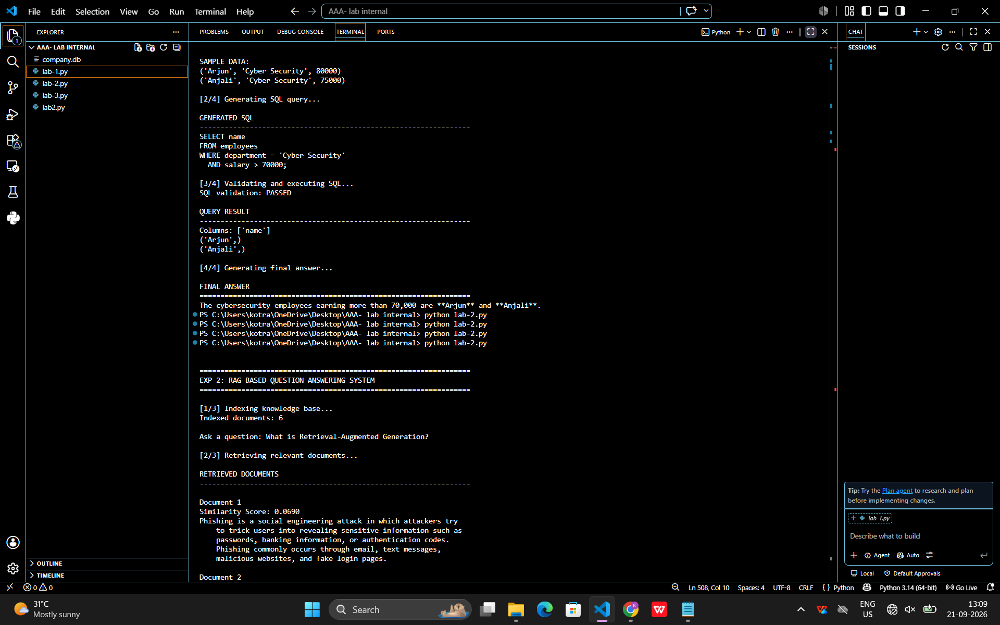 File Edit Selection View Go Run Terminal Help
AAA- lab internal
EXPLORER
AAA- LAB INTERNAL
company.db
lab-1.py
lab-2.py
lab-3.py
lab2.py
OUTLINE
TIMELINE
PROBLEMS OUTPUT DEBUG CONSOLE TERMINAL PORTS
Python
SAMPLE DATA:
('Arjun', 'Cyber Security', 80000)
('Anjali', 'Cyber Security', 75000)
[2/4] Generating SQL query...
GENERATED SQL
-----------------------------------------------------------------
SELECT name
FROM employees
WHERE department = 'Cyber Security'
  AND salary > 70000;
[3/4] Validating and executing SQL...
SQL validation: PASSED
QUERY RESULT
-----------------------------------------------------------------
Columns: ['name']
('Arjun',)
('Anjali',)
[4/4] Generating final answer...
FINAL ANSWER
=================================================================
The cybersecurity employees earning more than 70,000 are **Arjun** and **Anjali**.
PS C:\Users\kotra\OneDrive\Desktop\AAA- lab internal> python lab-2.py
PS C:\Users\kotra\OneDrive\Desktop\AAA- lab internal> python lab-2.py
PS C:\Users\kotra\OneDrive\Desktop\AAA- lab internal> python lab-2.py
PS C:\Users\kotra\OneDrive\Desktop\AAA- lab internal> python lab-2.py
=================================================================
EXP-2: RAG-BASED QUESTION ANSWERING SYSTEM
=================================================================
[1/3] Indexing knowledge base...
Indexed documents: 6
Ask a question: What is Retrieval-Augmented Generation?
[2/3] Retrieving relevant documents...
RETRIEVED DOCUMENTS
-----------------------------------------------------------------
Document 1
Similarity Score: 0.0690
Phishing is a social engineering attack in which attackers try
    to trick users into revealing sensitive information such as
    passwords, banking information, or authentication codes.
    Phishing commonly occurs through email, text messages,
    malicious websites, and fake login pages.
Document 2
CHAT
SESSIONS
Tip: Try the Plan agent to research and plan
before implementing changes.
lab-1.py
Describe what to build
Agent Auto
Local Default Approvals
0 0
Ln 508, Col 10 Spaces: 4 UTF-8 CRLF { } Python Python 3.14 (64-bit) Go Live
31°C
Mostly sunny
Search
ENG
US
13:09
21-09-2026